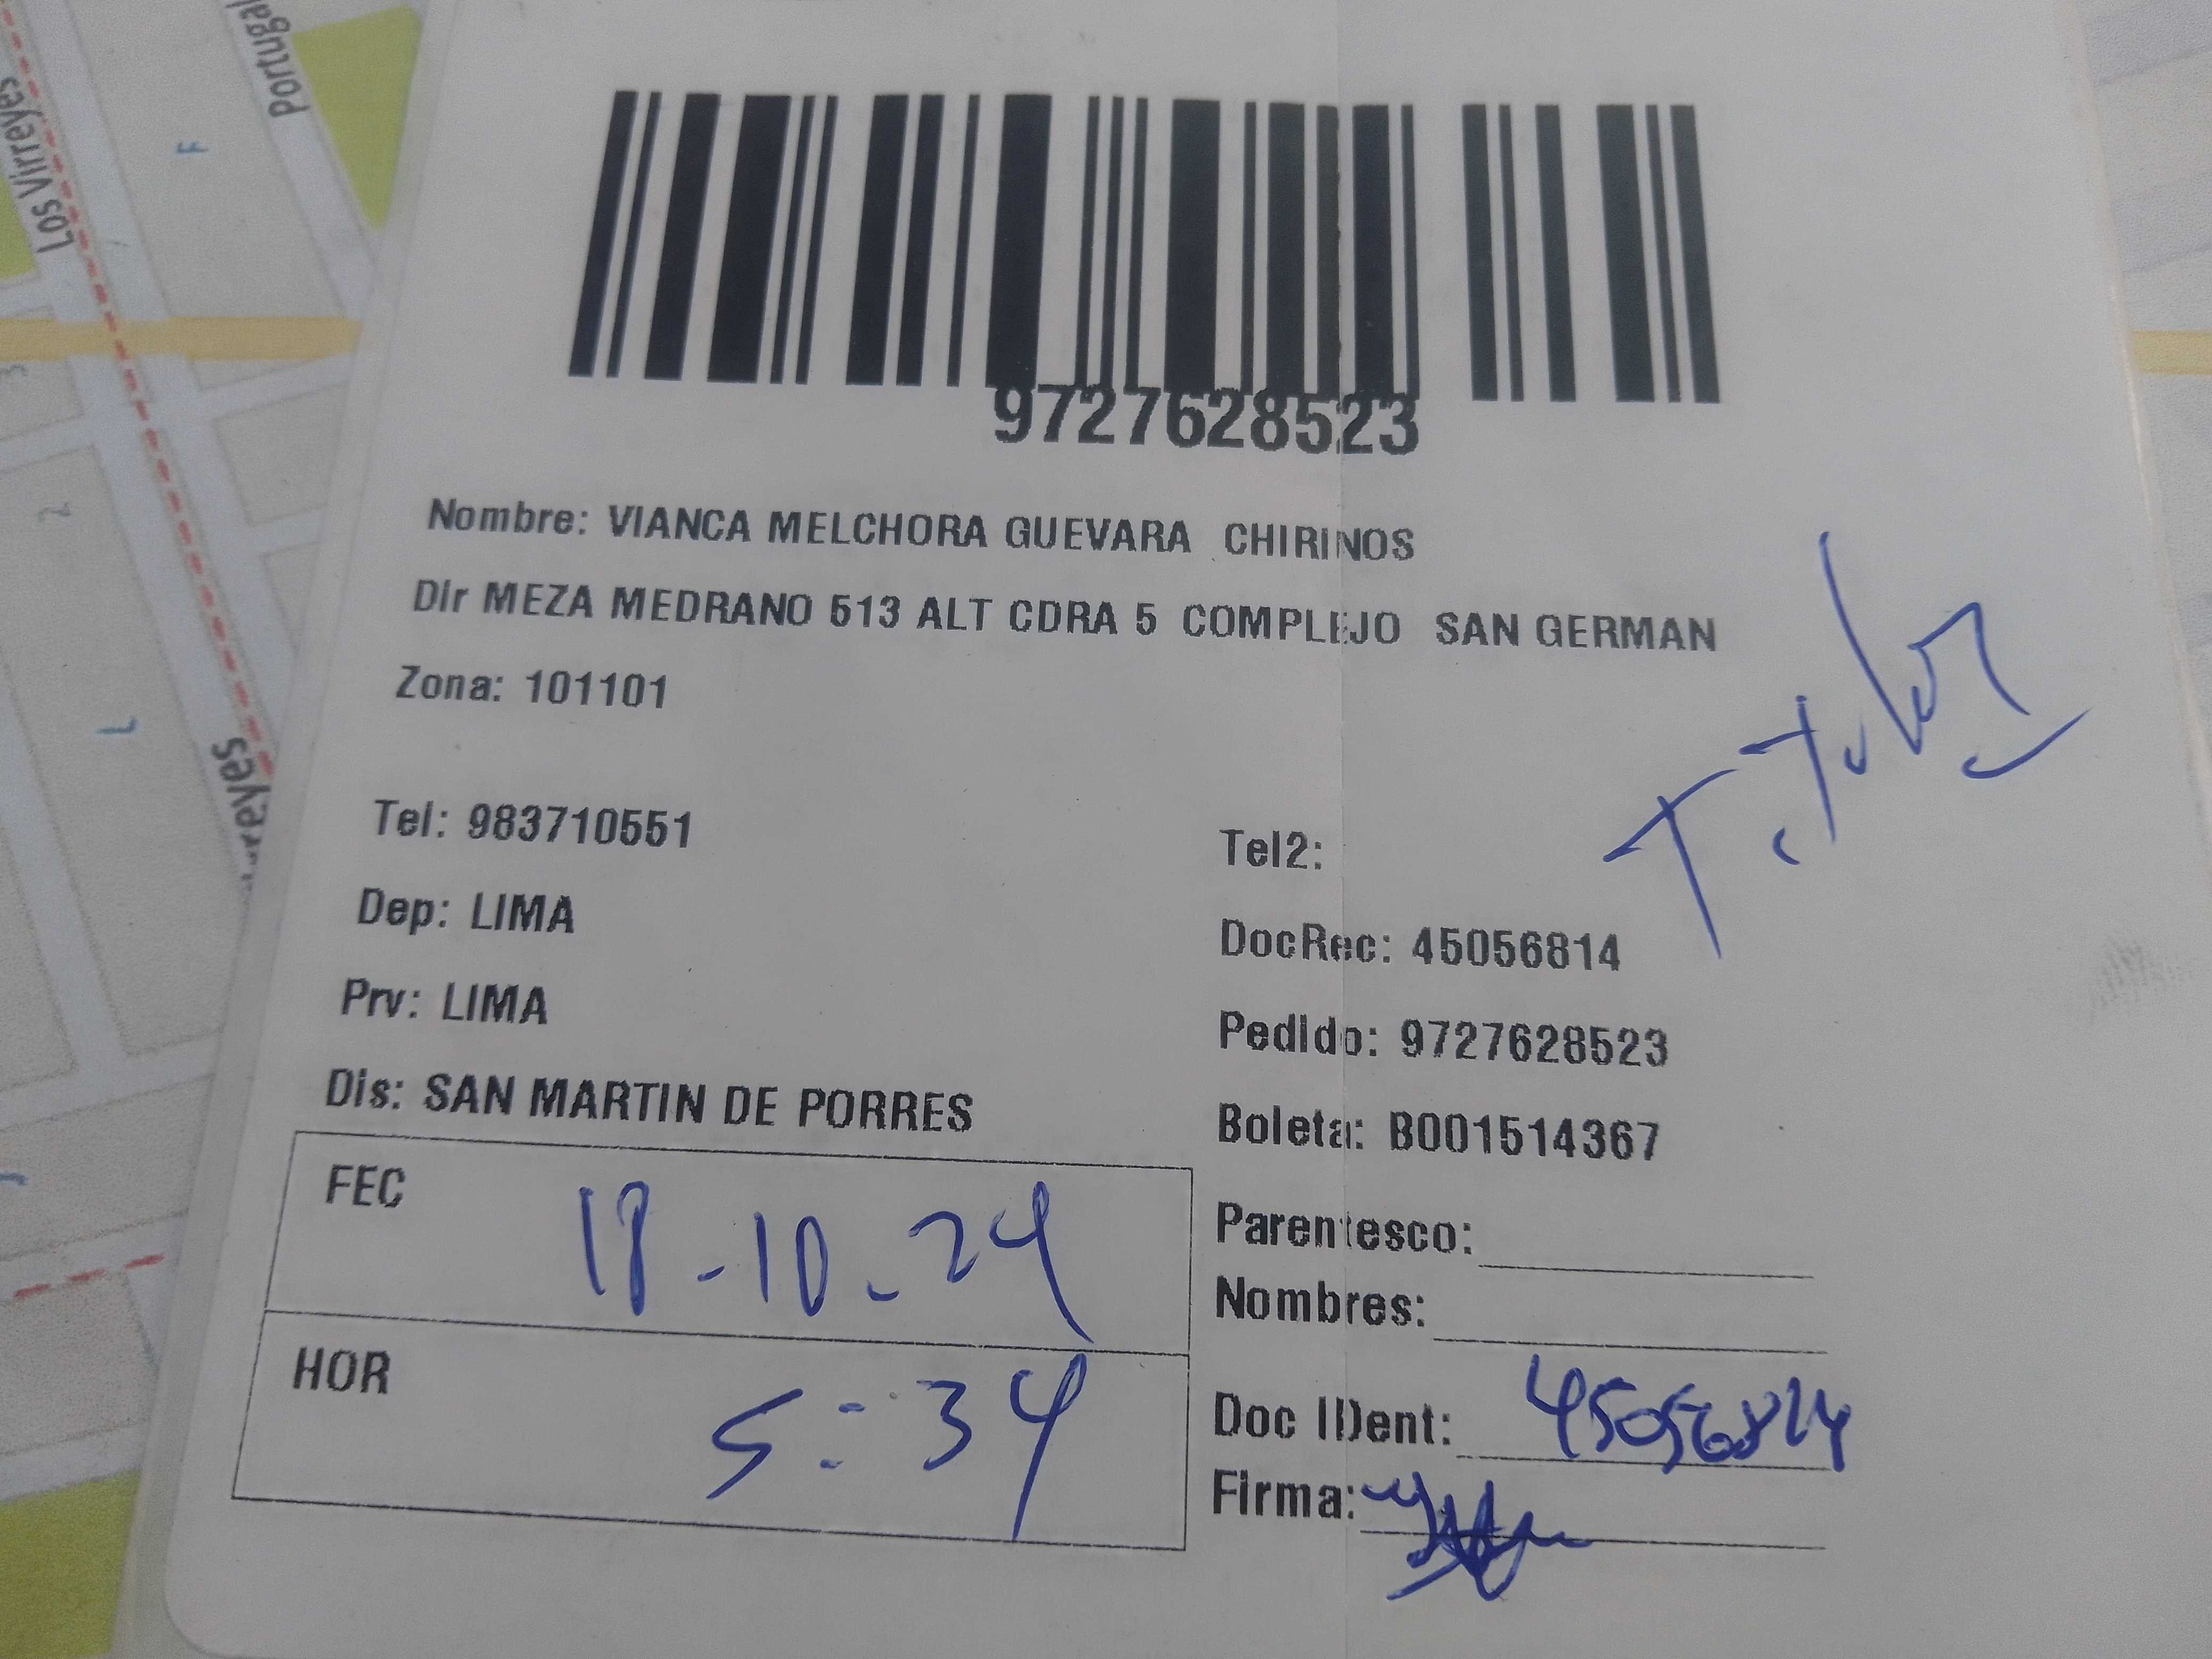 Portugal
Los Virreyes
F
3
2
L
9727628523
Nombre: VIANCA MELCHORA GUEVARA CHIRINOS
Dir MEZA MEDRANO 513 ALT CDRA 5 COMPLEJO SAN GERMAN
Zona: 101101
Tel: 983710551
Tel2:
Dep: LIMA
DocRec: 45056814
Prv: LIMA
Pedido: 9727628523
Dis: SAN MARTIN DE PORRES
Boleta: B001514367
FEC 18-10-24
Parentesco:
Nombres:
HOR 5:34
Doc IDent: 45056814
Firma: